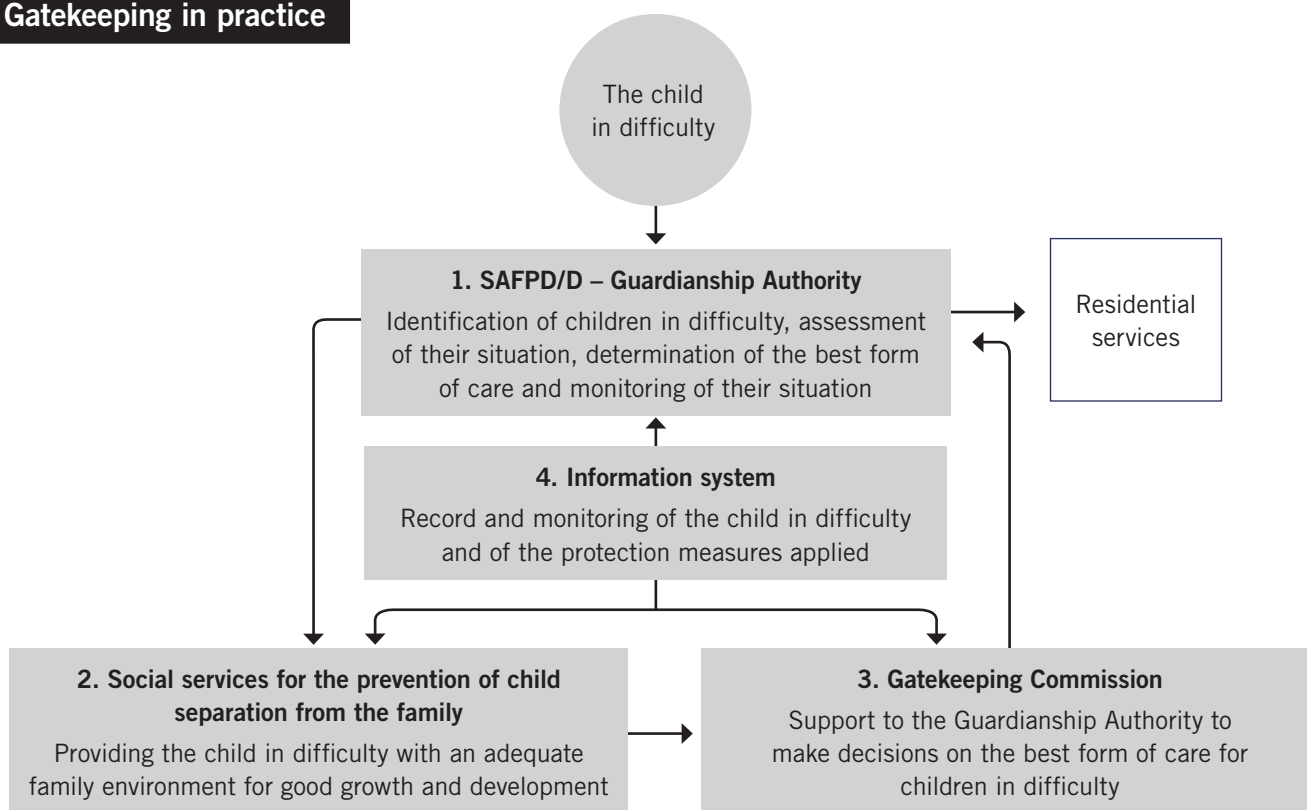 Gatekeeping in practice
The child
in difficulty
1. SAFPD/D – Guardianship Authority
Identification of children in difficulty, assessment
of their situation, determination of the best form
of care and monitoring of their situation
Residential
services
4. Information system
Record and monitoring of the child in difficulty
and of the protection measures applied
2. Social services for the prevention of child
separation from the family
Providing the child in difficulty with an adequate
family environment for good growth and development
3. Gatekeeping Commission
Support to the Guardianship Authority to
make decisions on the best form of care for
children in difficulty